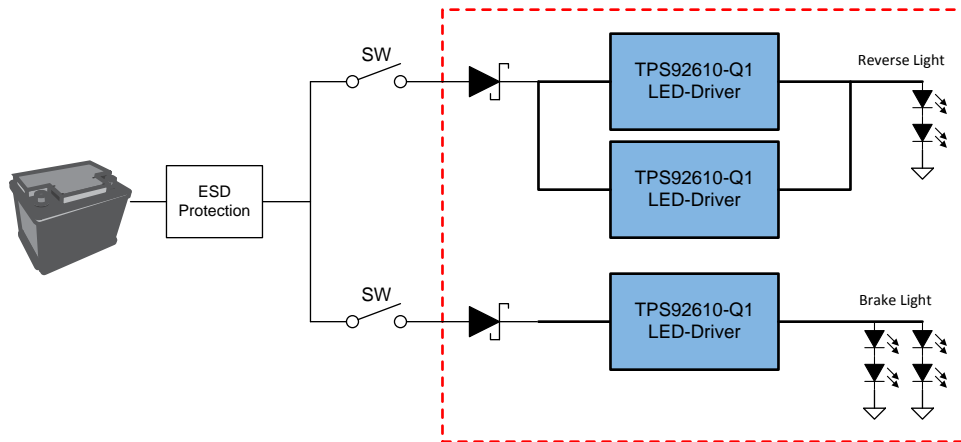 SW
TPS92610-Q1
LED-Driver
Reverse Light
ESD
Protection
TPS92610-Q1
LED-Driver
SW
TPS92610-Q1
LED-Driver
Brake Light